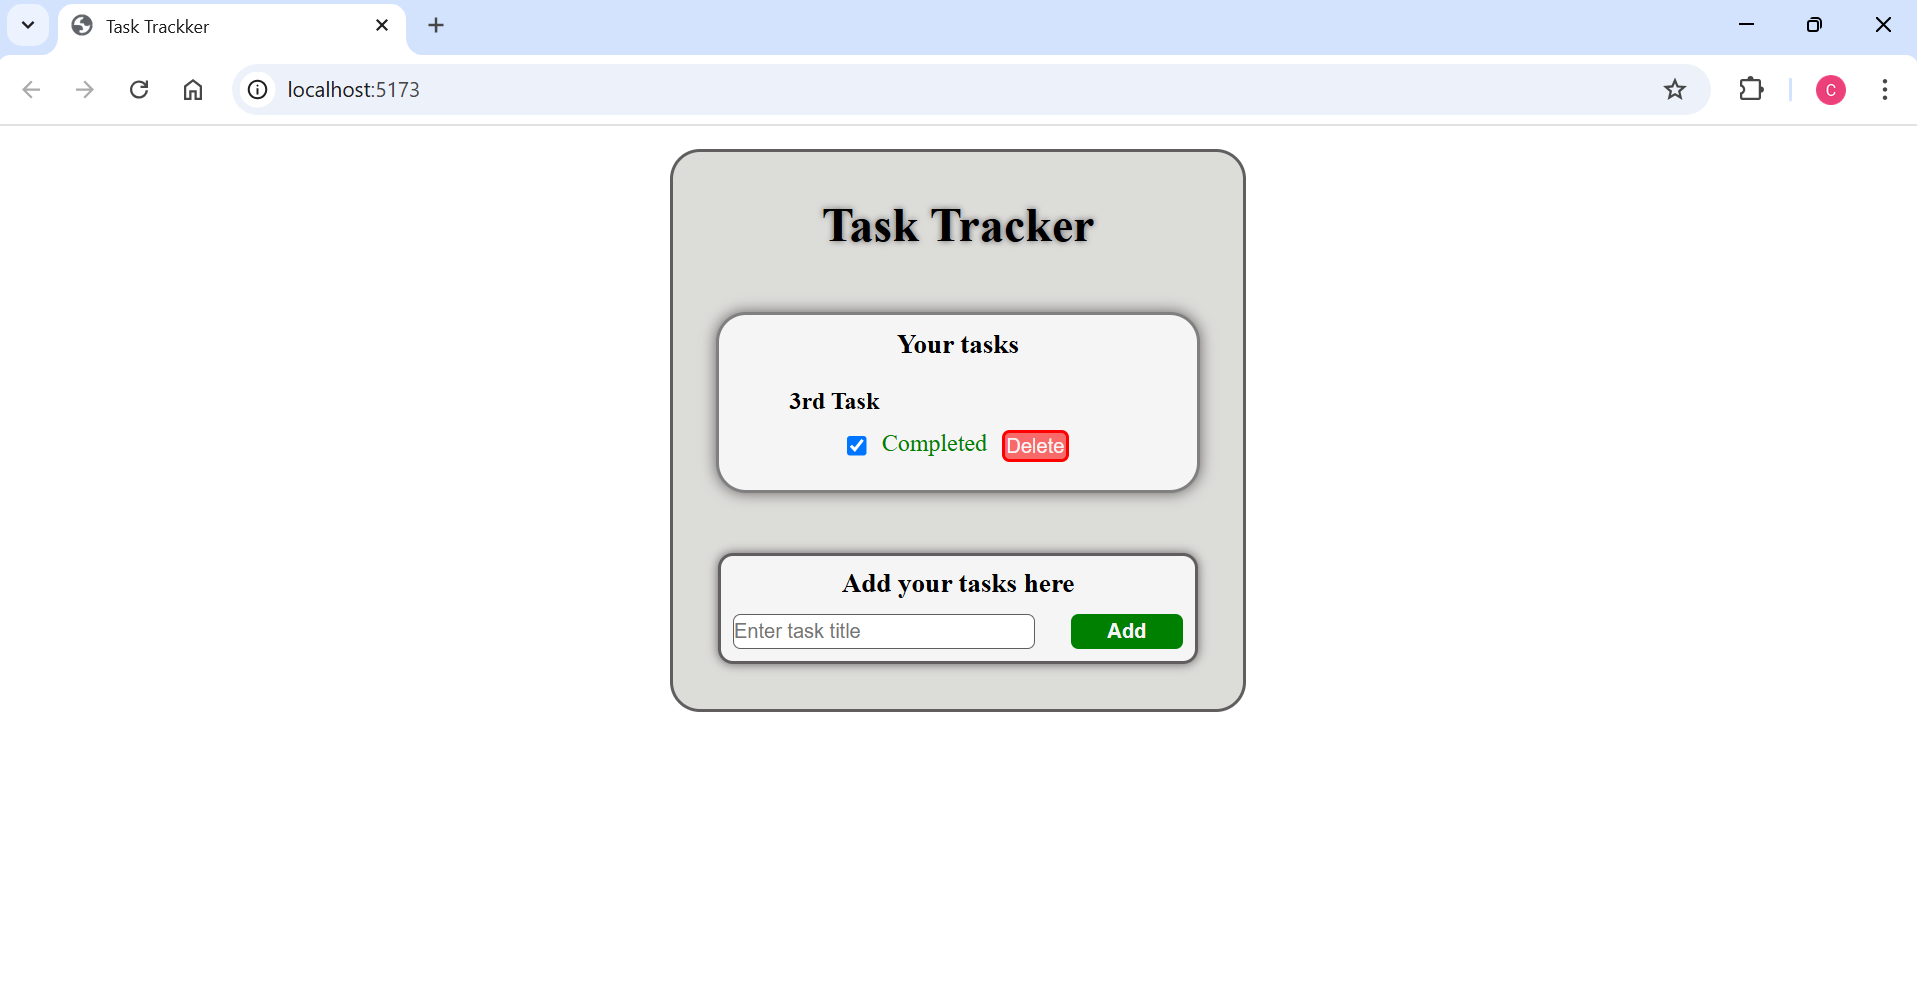 Task Trackker
localhost:5173
C
Task Tracker
Your tasks
3rd Task
Completed Delete
Add your tasks here
Enter task title Add